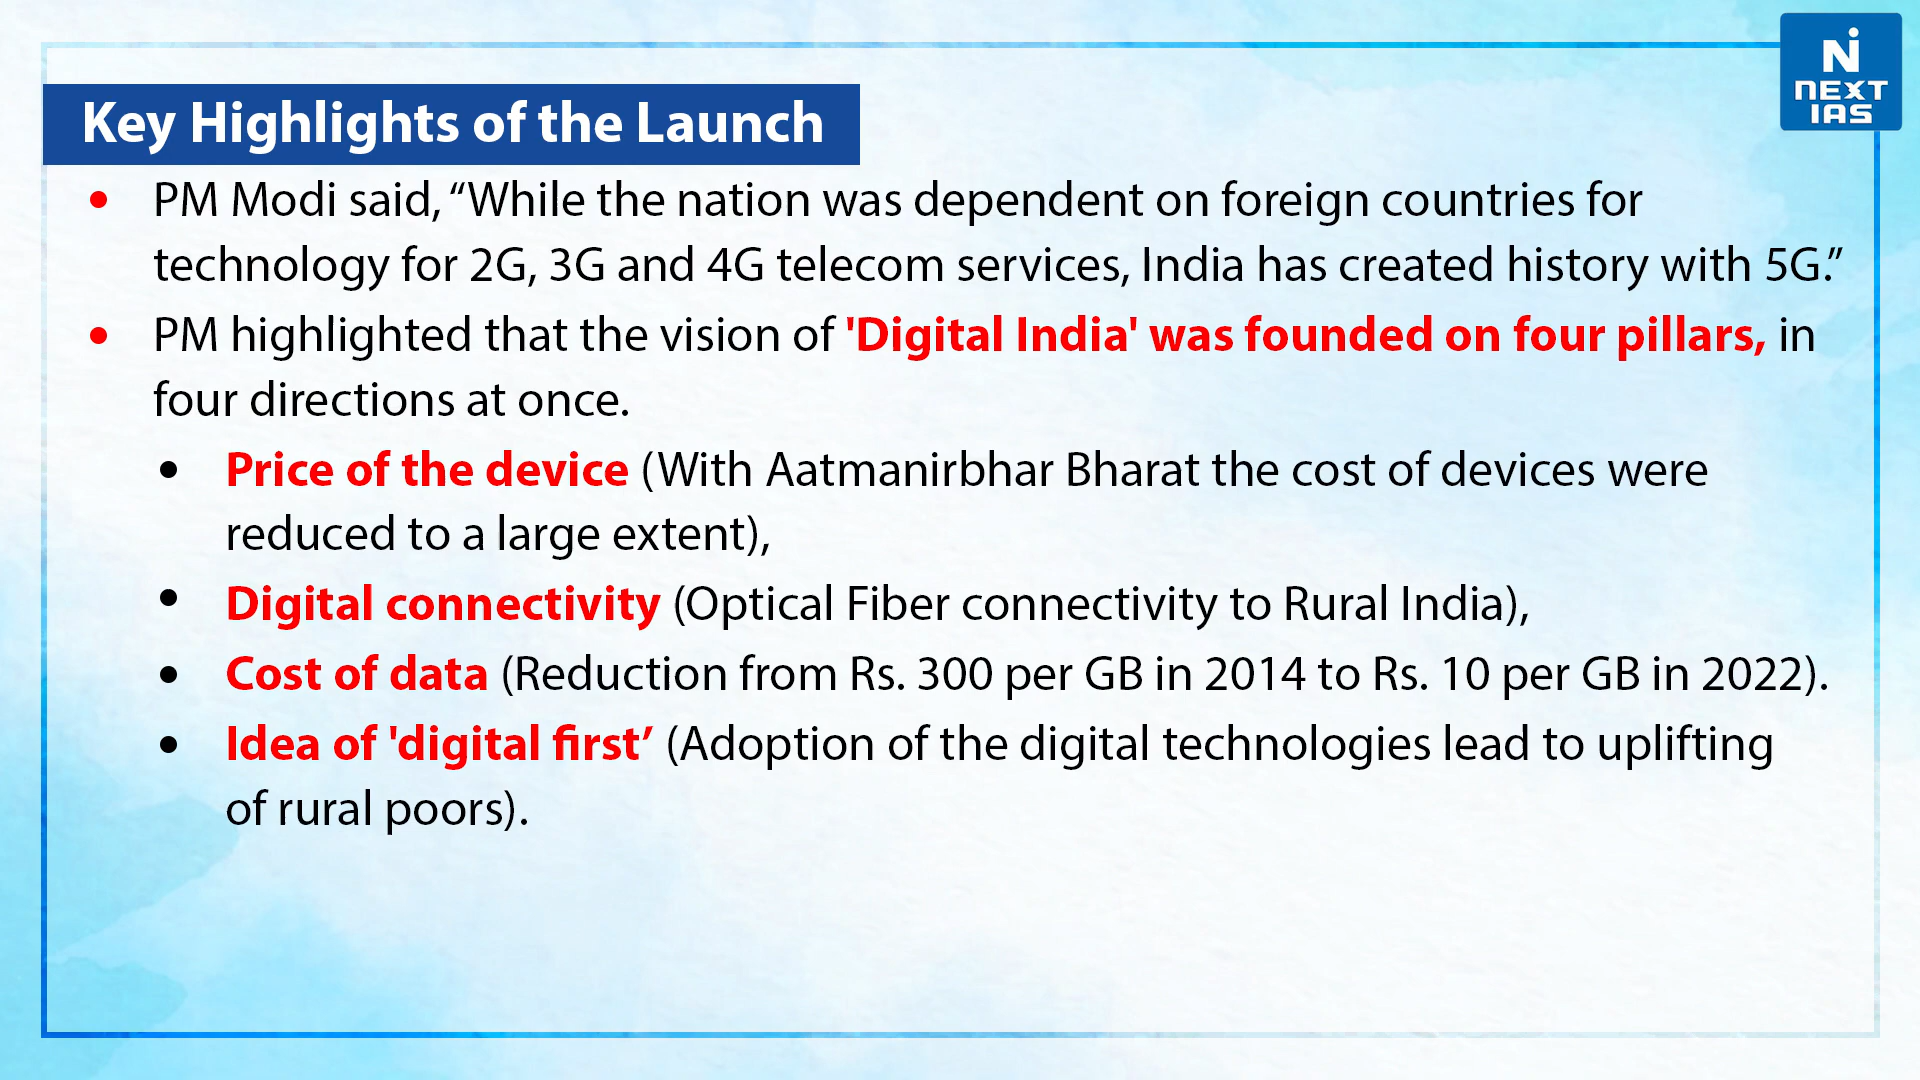 NEXT
IAS
Key Highlights of the Launch
• PM Modi said, “While the nation was dependent on foreign countries for
technology for 2G, 3G and 4G telecom services, India has created history with 5G.”
• PM highlighted that the vision of 'Digital India' was founded on four pillars, in
four directions at once.
• Price of the device (With Aatmanirbhar Bharat the cost of devices were
reduced to a large extent),
• Digital connectivity (Optical Fiber connectivity to Rural India),
• Cost of data (Reduction from Rs. 300 per GB in 2014 to Rs. 10 per GB in 2022).
• Idea of 'digital first’ (Adoption of the digital technologies lead to uplifting
of rural poors).